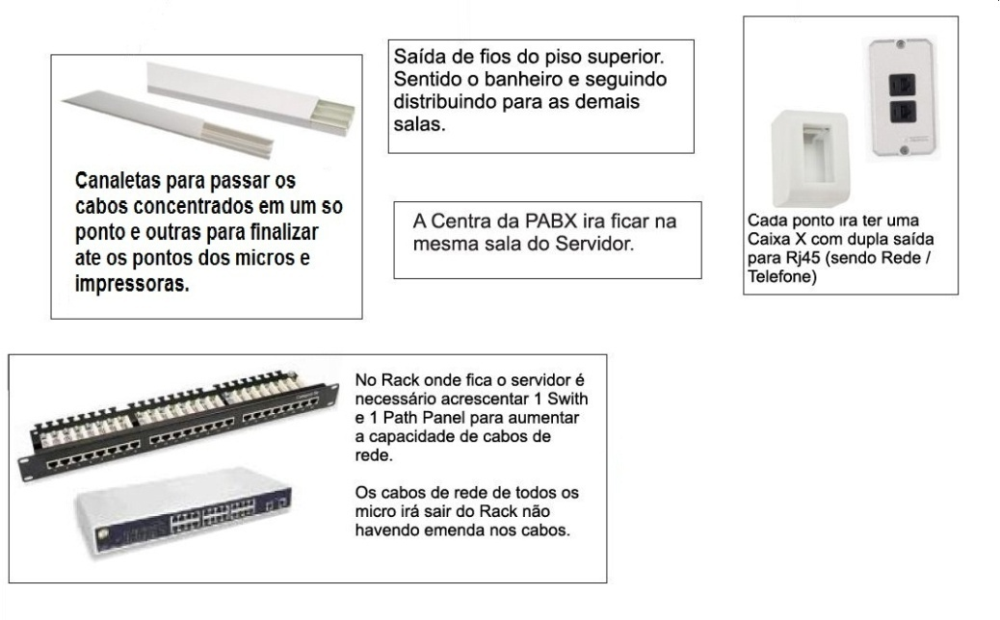 Saída de fios do piso superior.
Sentido o banheiro e seguindo
distribuindo para as demais
salas.
Canaletas para passar os
cabos concentrados em um so
ponto e outras para finalizar
ate os pontos dos micros e
impressoras.
A Centra da PABX ira ficar na
mesma sala do Servidor.
Cada ponto ira ter uma
Caixa X com dupla saída
para Rj45 (sendo Rede /
Telefone)
No Rack onde fica o servidor é
necessário acrescentar 1 Swith
e 1 Path Panel para aumentar
a capacidade de cabos de
rede.
Os cabos de rede de todos os
micro irá sair do Rack não
havendo emenda nos cabos.